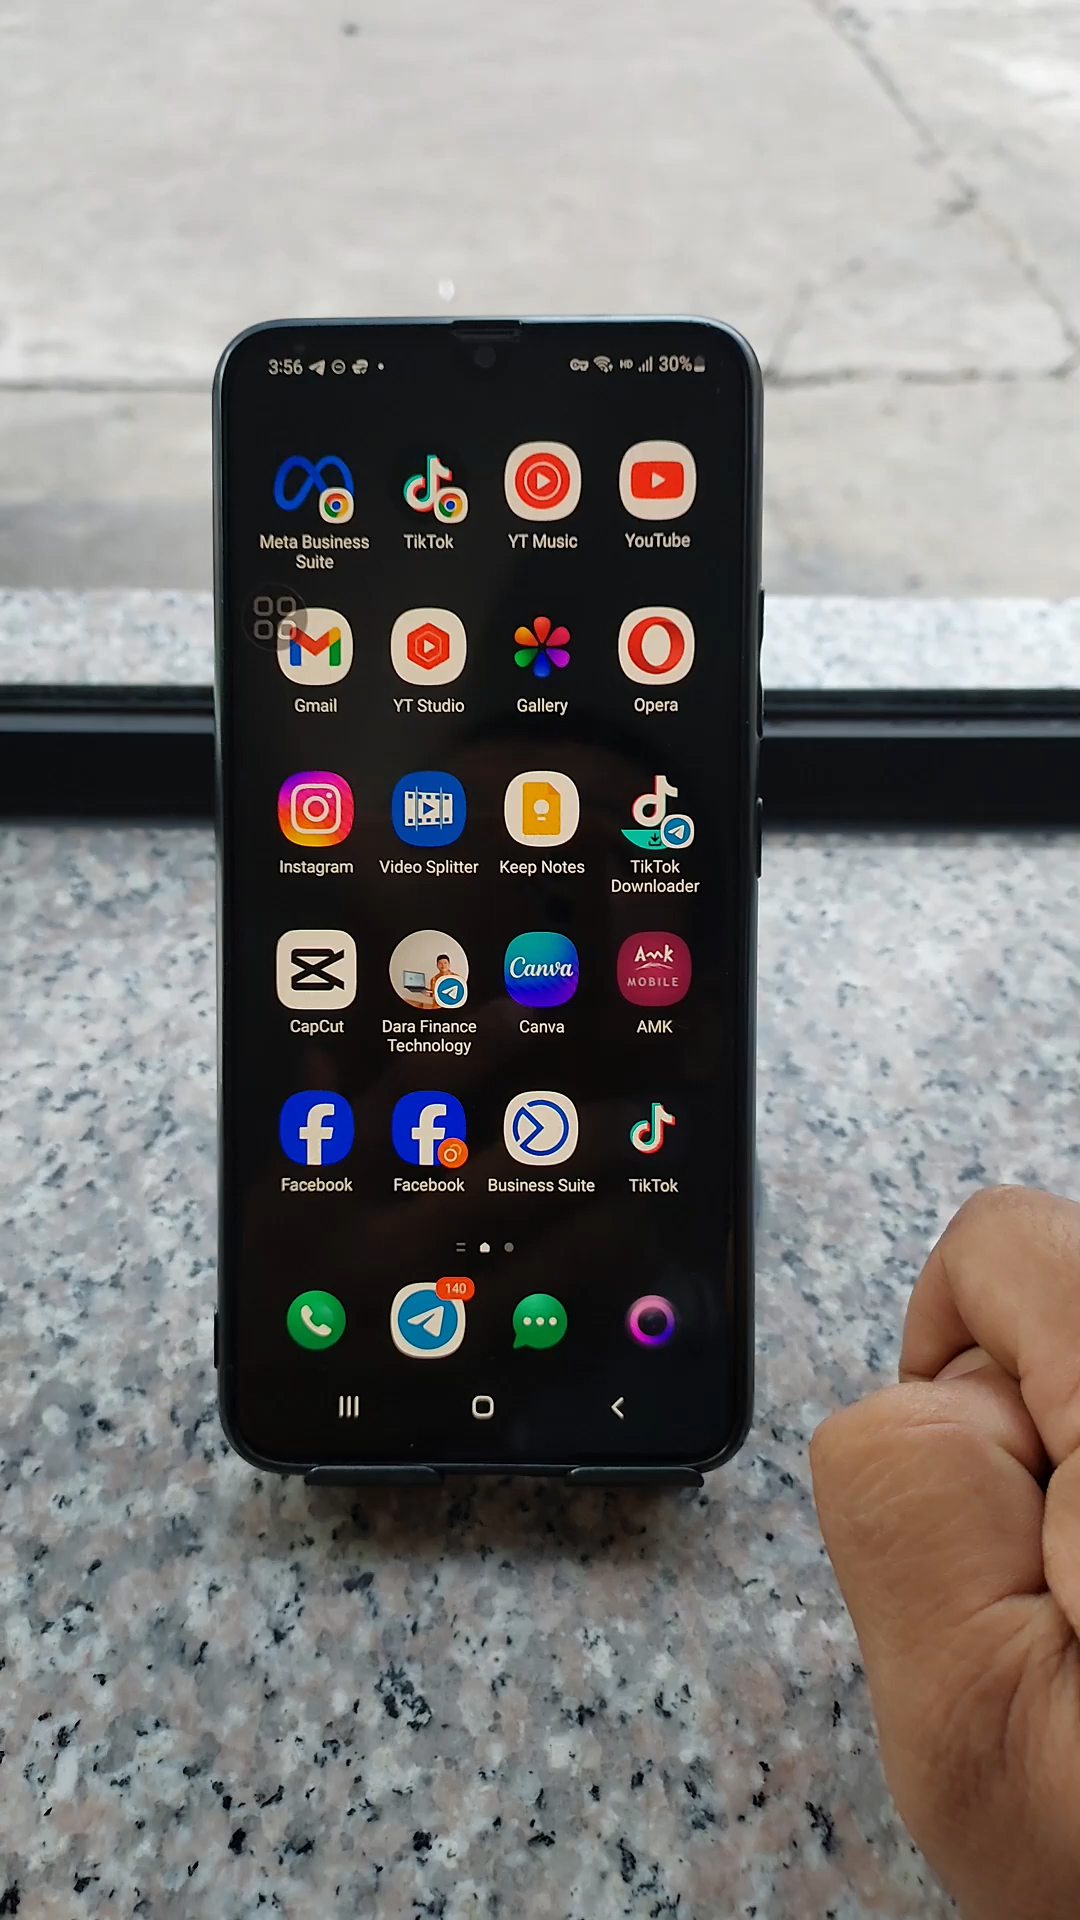 3:56
HD 30%
Meta Business Suite
TikTok
YT Music
YouTube
Gmail
YT Studio
Gallery
Opera
Instagram
Video Splitter
Keep Notes
TikTok Downloader
CapCut
Dara Finance Technology
Canva
Canva
Amk
MOBILE
AMK
Facebook
Facebook
Business Suite
TikTok
140